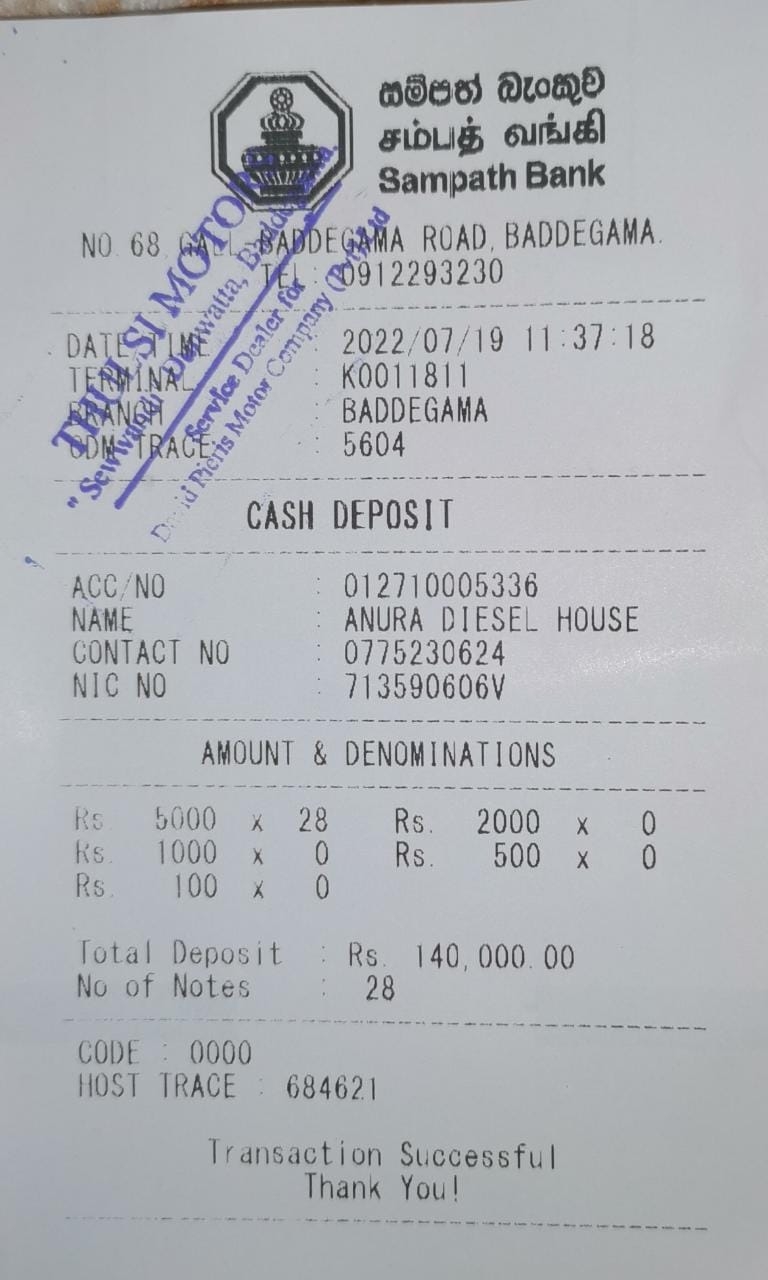 සම්පත් බැංකුව
சம்பத் வங்கி
Sampath Bank
NO. 68, GALL-BADDEGAMA ROAD, BADDEGAMA.
TEL : 0912293230
DATE TIME : 2022/07/19 11:37:18
TERMINAL : K0011811
BRANCH : BADDEGAMA
CDM TRACE : 5604
Service Dealer for
David Pieris Motor Company (Pvt) Ltd
CASH DEPOSIT
ACC/NO : 012710005336
NAME : ANURA DIESEL HOUSE
CONTACT NO : 0775230624
NIC NO : 713590606V
AMOUNT & DENOMINATIONS
Rs. 5000 x 28 Rs. 2000 x 0
Rs. 1000 x 0 Rs. 500 x 0
Rs. 100 x 0
Total Deposit : Rs. 140,000.00
No of Notes : 28
CODE : 0000
HOST TRACE : 684621
Transaction Successful
Thank You!